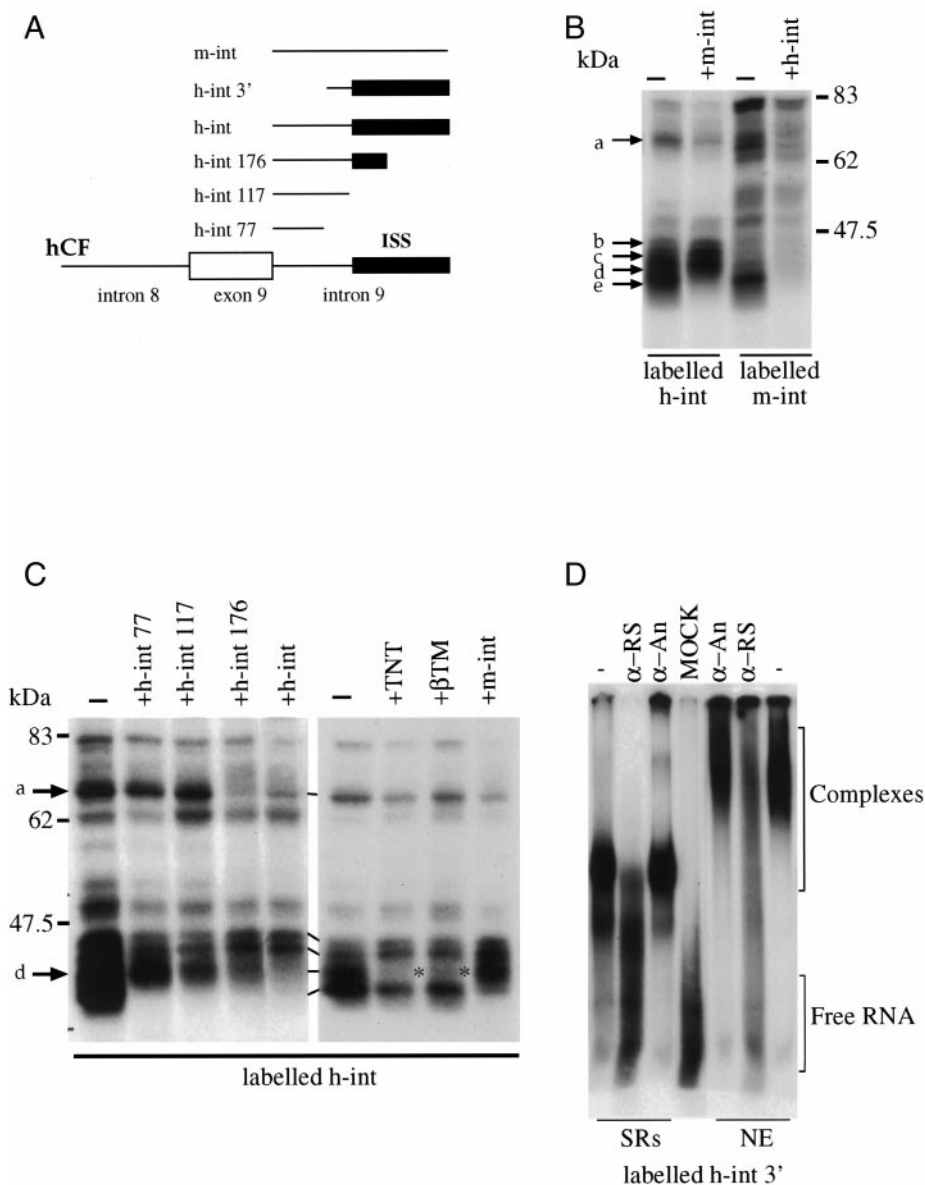 A
m-int
h-int 3'
h-int
h-int 176
h-int 117
h-int 77
hCF
ISS
intron 8
exon 9
intron 9
B
kDa
– +m-int – +h-int
83
a
62
47.5
b
c
d
e
labelled h-int
labelled m-int
C
kDa
– +h-int 77 +h-int 117 +h-int 176 +h-int – +TNT +βTM +m-int
83
a
62
47.5
d
* *
labelled h-int
D
- α–RS α–An MOCK α–An α–RS -
Complexes
Free RNA
SRs
NE
labelled h-int 3'